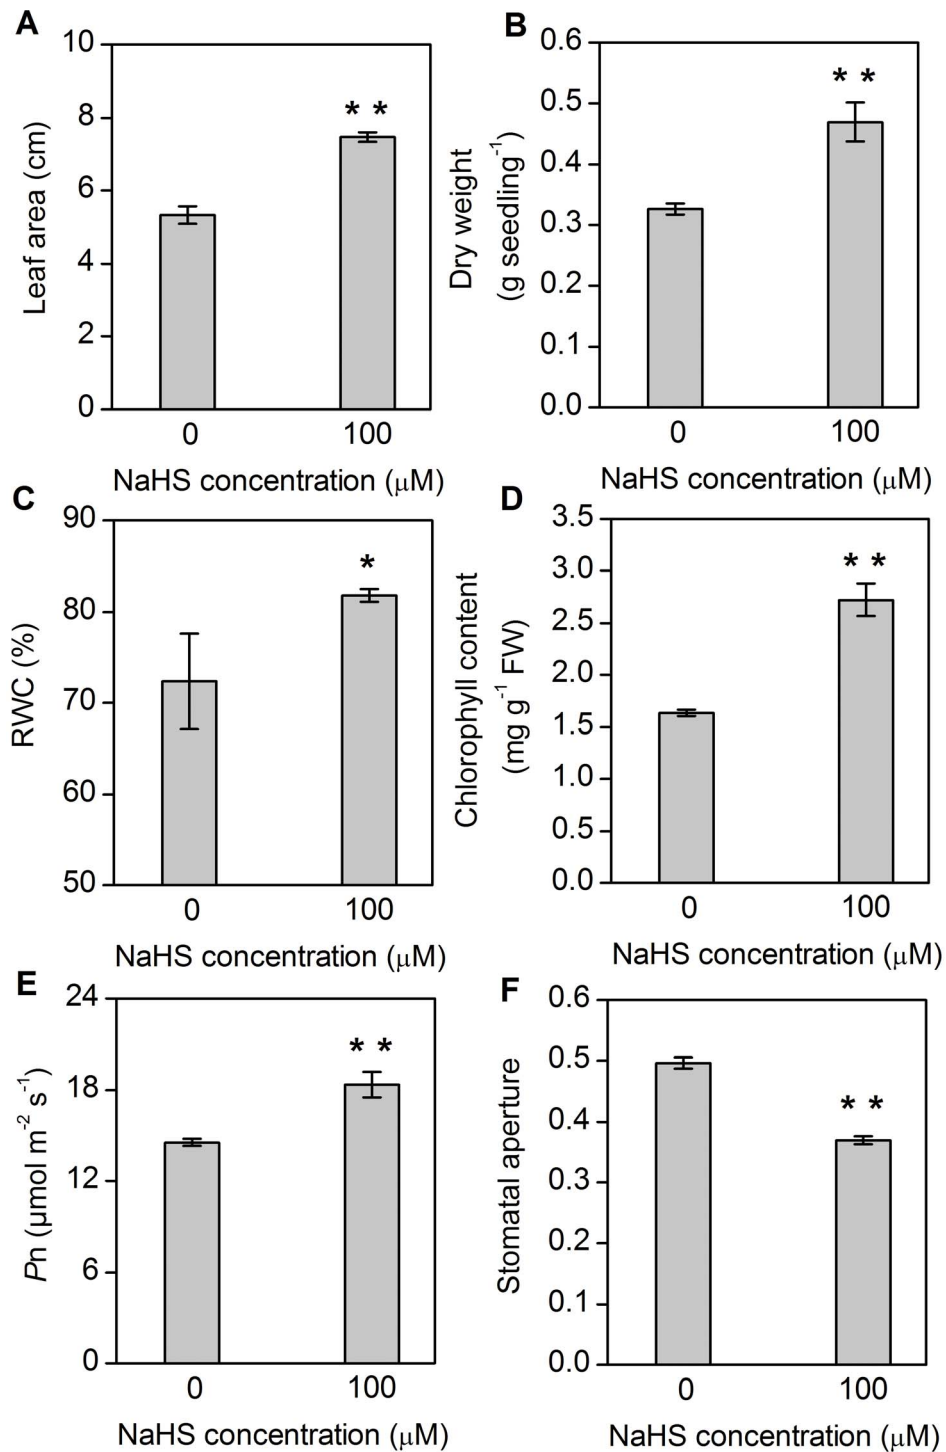 A
10
8
6
4
2
0
Leaf area (cm)
* *
0 100
NaHS concentration (μM)
B
0.6
0.5
0.4
0.3
0.2
0.1
0.0
Dry weight
(g seedling⁻¹)
* *
0 100
NaHS concentration (μM)
C
90
80
70
60
50
RWC (%)
*
0 100
NaHS concentration (μM)
D
3.5
3.0
2.5
2.0
1.5
1.0
0.5
0.0
Chlorophyll content
(mg g⁻¹ FW)
* *
0 100
NaHS concentration (μM)
E
24
18
12
6
0
Pn (μmol m⁻² s⁻¹)
* *
0 100
NaHS concentration (μM)
F
0.6
0.5
0.4
0.3
0.2
0.1
0.0
Stomatal aperture
* *
0 100
NaHS concentration (μM)